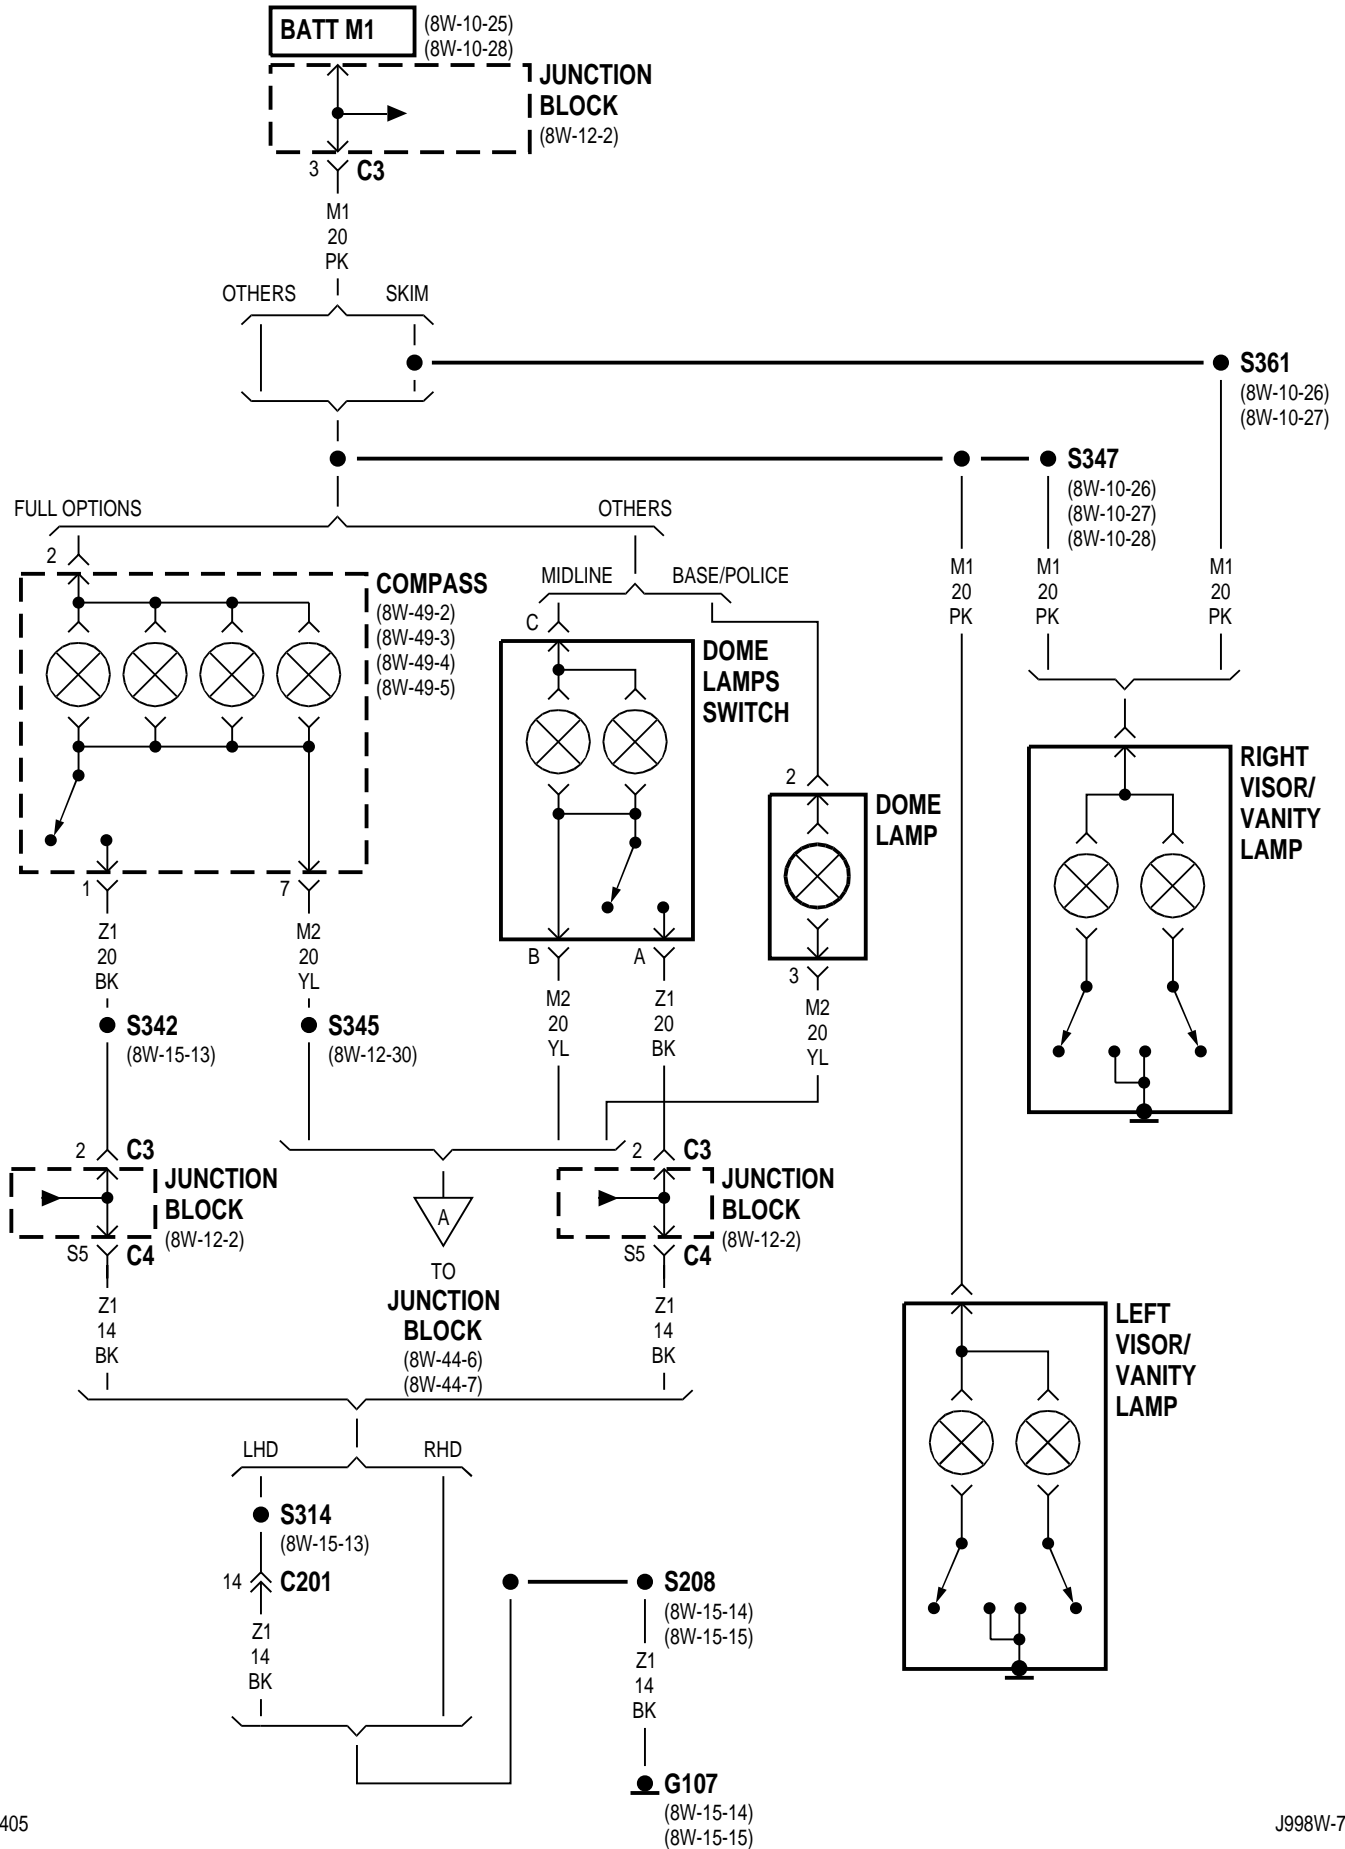 BATT M1
(8W-10-25)
(8W-10-28)
JUNCTION
BLOCK
(8W-12-2)
3
C3
M1
20
PK
OTHERS
SKIM
S361
(8W-10-26)
(8W-10-27)
S347
(8W-10-26)
(8W-10-27)
(8W-10-28)
FULL OPTIONS
OTHERS
2
MIDLINE
BASE/POLICE
M1
20
PK
M1
20
PK
M1
20
PK
COMPASS
(8W-49-2)
(8W-49-3)
(8W-49-4)
(8W-49-5)
C
DOME
LAMPS
SWITCH
2
DOME
LAMP
RIGHT
VISOR/
VANITY
LAMP
1
7
Z1
20
BK
M2
20
YL
B
A
3
M2
20
YL
Z1
20
BK
M2
20
YL
S342
(8W-15-13)
S345
(8W-12-30)
2
C3
JUNCTION
BLOCK
(8W-12-2)
S5
C4
A
TO
JUNCTION
BLOCK
(8W-44-6)
(8W-44-7)
2
C3
JUNCTION
BLOCK
(8W-12-2)
S5
C4
Z1
14
BK
Z1
14
BK
LEFT
VISOR/
VANITY
LAMP
LHD
RHD
S314
(8W-15-13)
14
C201
Z1
14
BK
S208
(8W-15-14)
(8W-15-15)
Z1
14
BK
G107
(8W-15-14)
(8W-15-15)
405
J998W-7